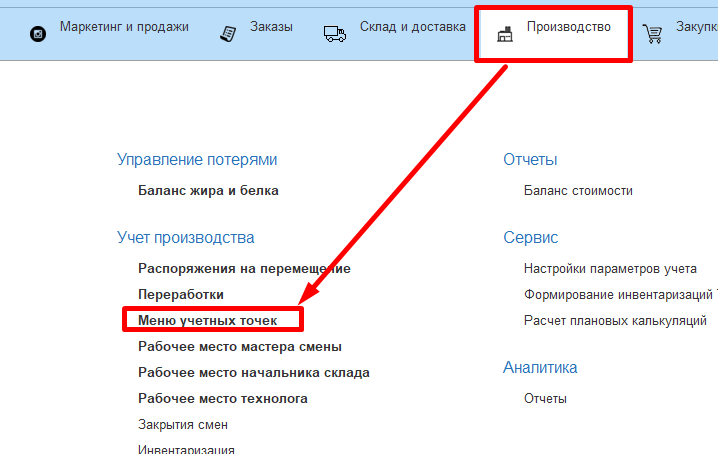 Маркетинг и продажи
Заказы
Склад и доставка
Производство
Управление потерями
Баланс жира и белка
Учет производства
Распоряжения на перемещение
Переработки
Меню учетных точек
Рабочее место мастера смены
Рабочее место начальника склада
Рабочее место технолога
Закрытия смен
Инвентаризация
Отчеты
Баланс стоимости
Сервис
Настройки параметров учета
Формирование инвентаризаций
Расчет плановых калькуляций
Аналитика
Отчеты